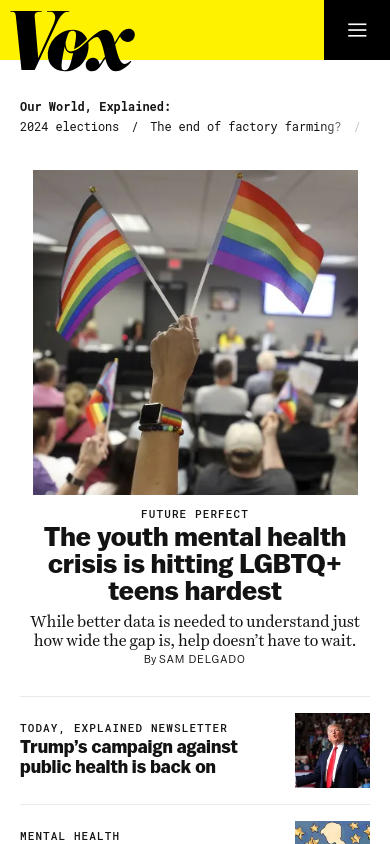 Vox
Our World, Explained:
2024 elections / The end of factory farming? /
FUTURE PERFECT
The youth mental health
crisis is hitting LGBTQ+
teens hardest
While better data is needed to understand just
how wide the gap is, help doesn’t have to wait.
By SAM DELGADO
TODAY, EXPLAINED NEWSLETTER
Trump’s campaign against
public health is back on
MENTAL HEALTH